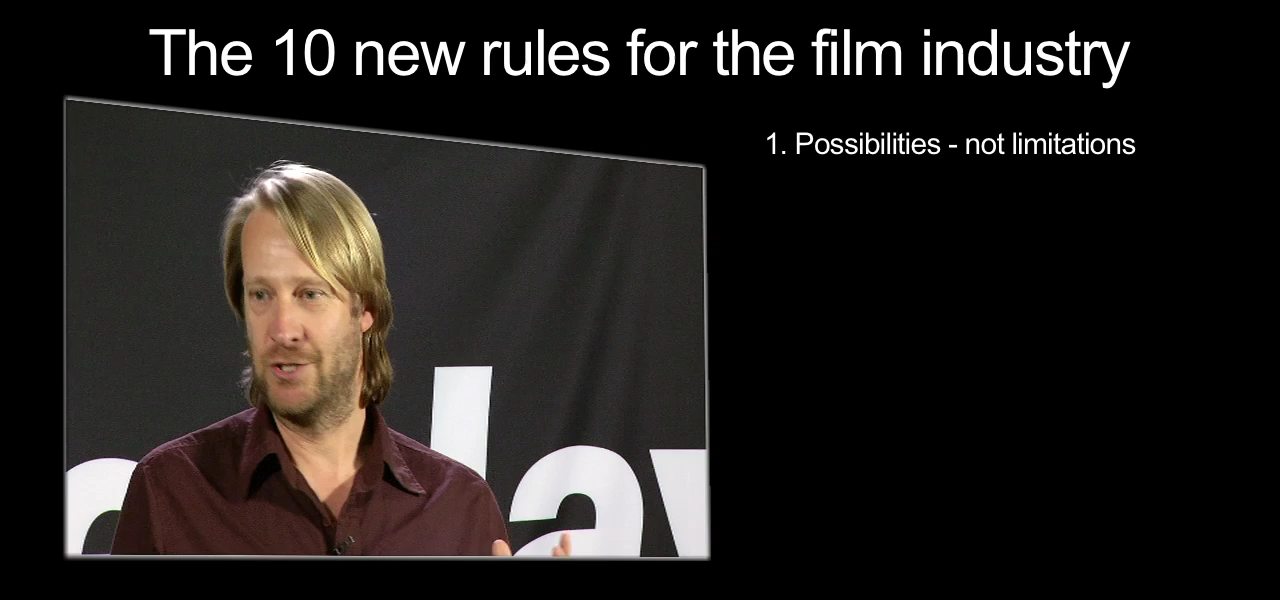 The 10 new rules for the film industry
1. Possibilities - not limitations